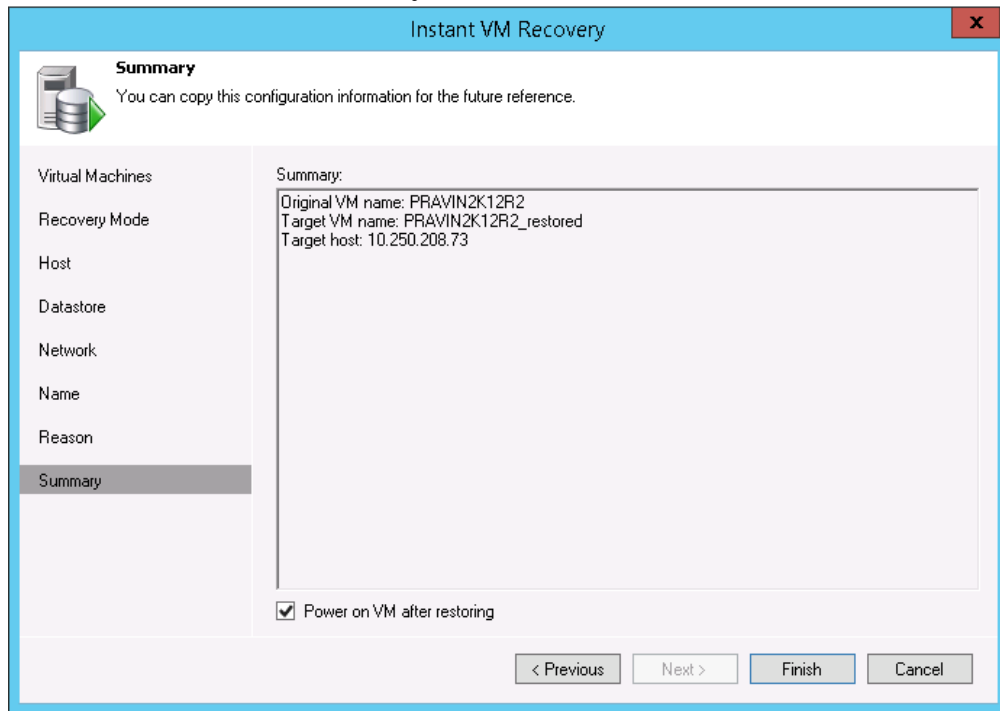 Instant VM Recovery
x
Summary
You can copy this configuration information for the future reference.
Virtual Machines
Recovery Mode
Host
Datastore
Network
Name
Reason
Summary
Summary:
Original VM name: PRAVIN2K12R2
Target VM name: PRAVIN2K12R2_restored
Target host: 10.250.208.73
Power on VM after restoring
< Previous Next > Finish Cancel